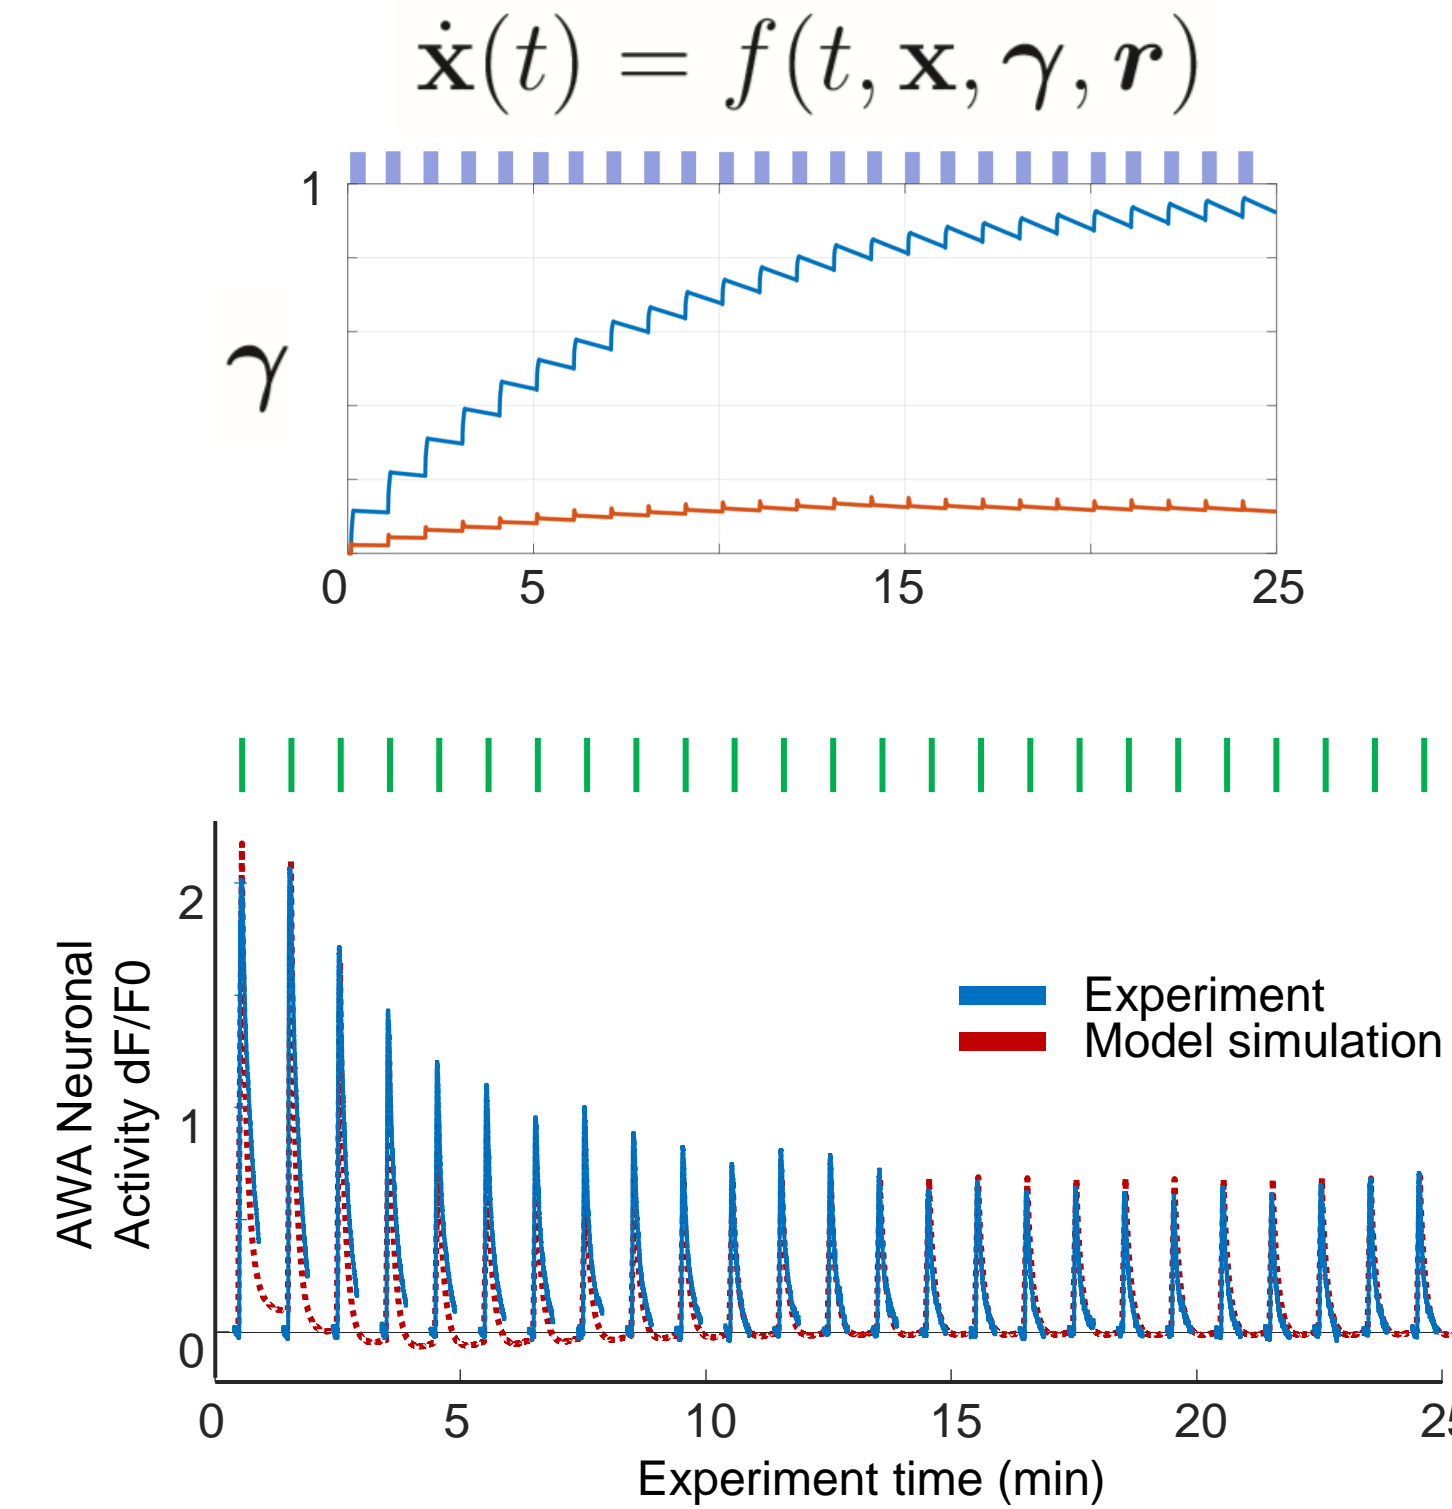 ẋ(t) = f(t, x, γ, r)
1
γ
0 5 15 25
2
1
0
AWA Neuronal
Activity dF/F0
Experiment
Model simulation
0 5 10 15 20 25
Experiment time (min)